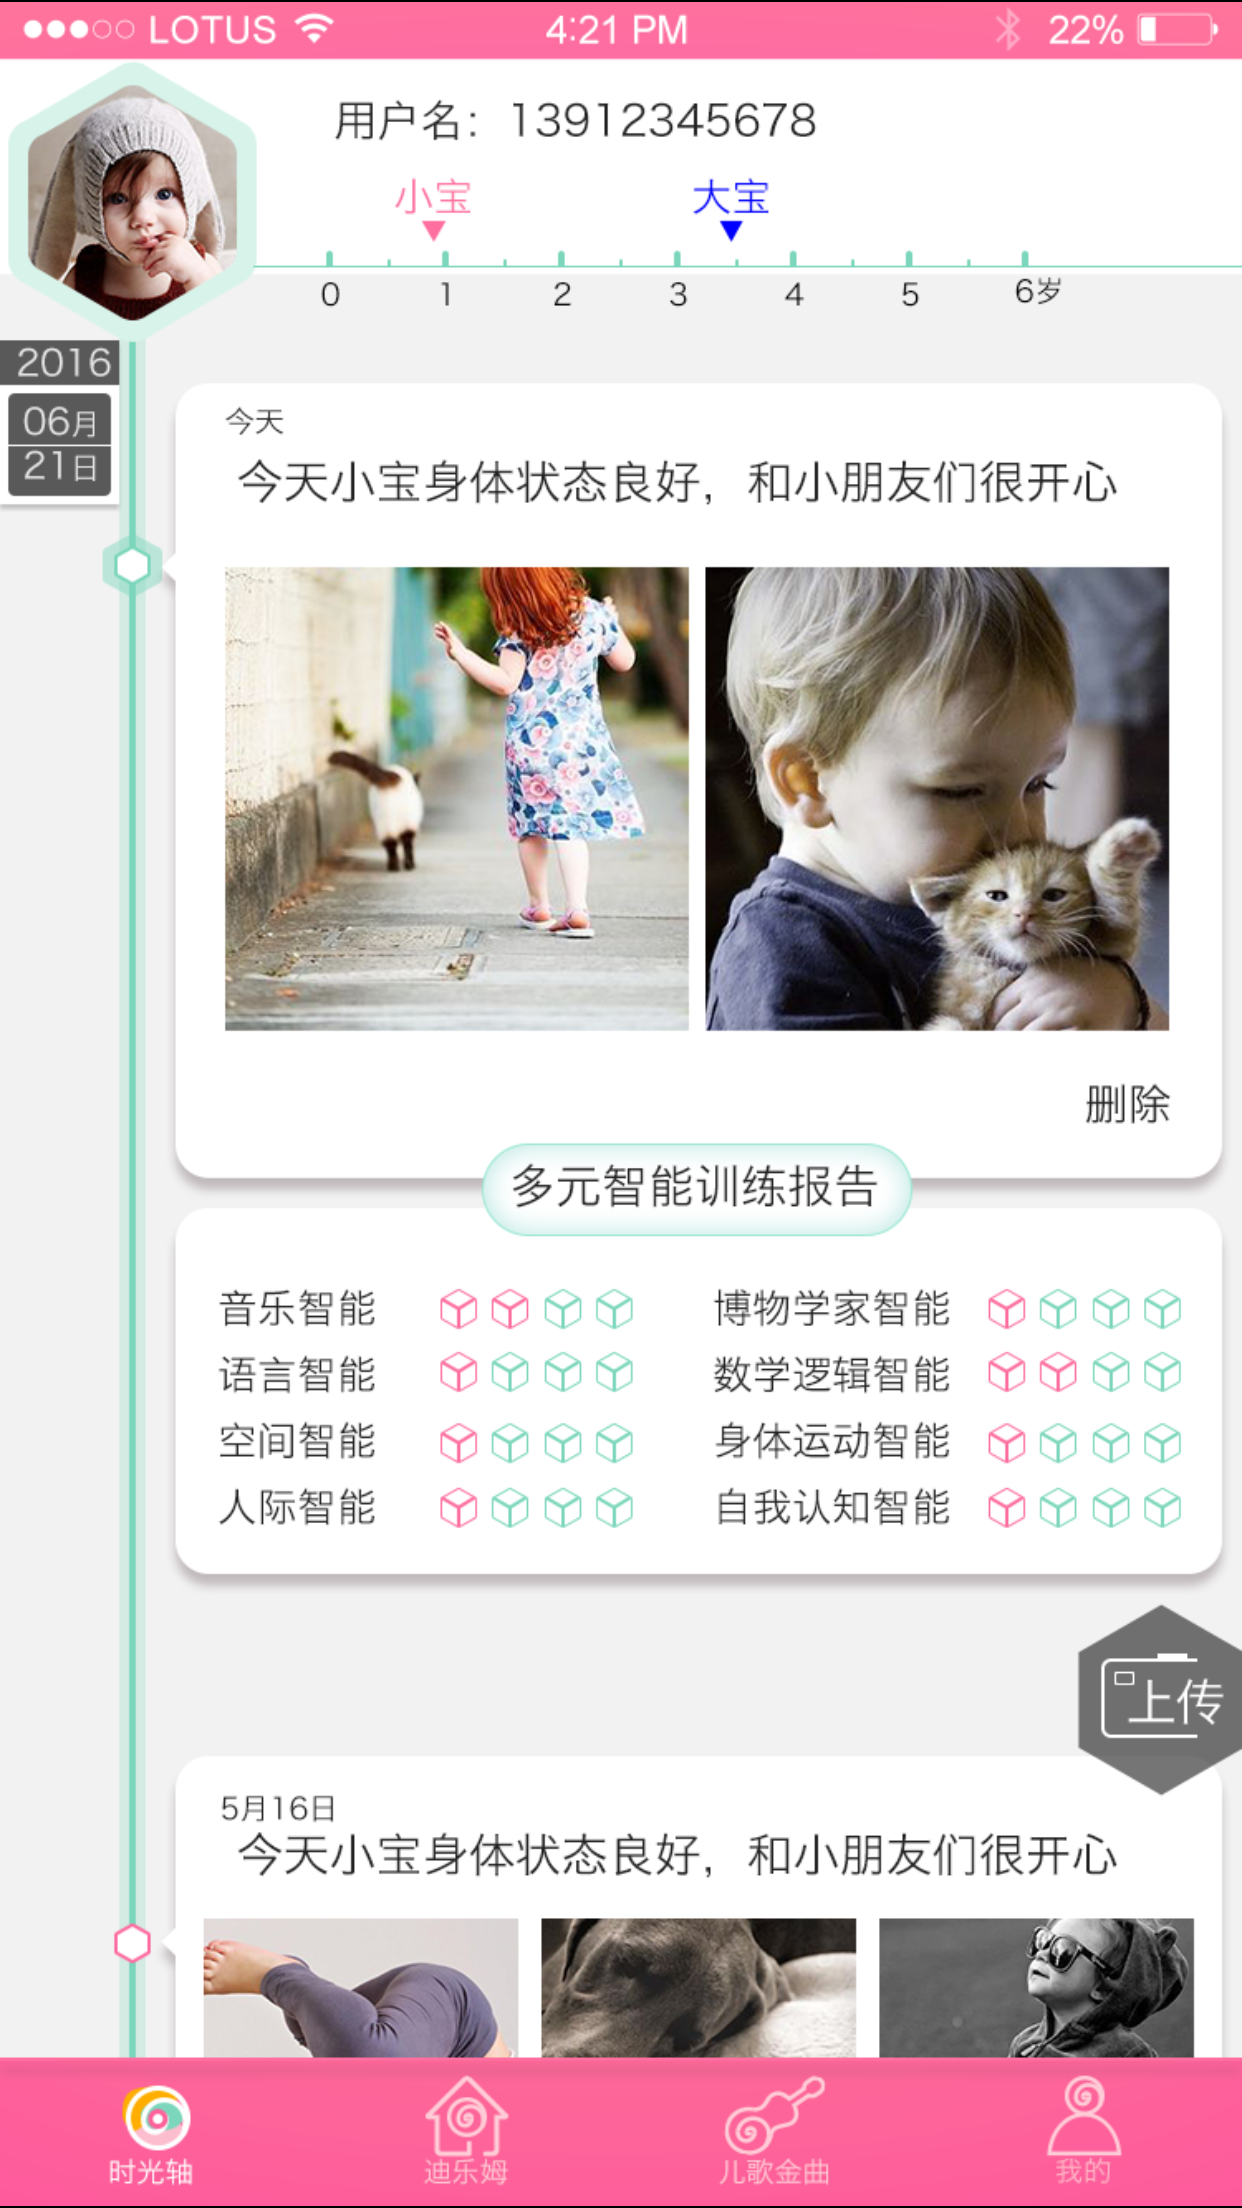 LOTUS 4:21 PM 22%
用户名：13912345678
小宝 大宝
0 1 2 3 4 5 6岁
2016
06月
21日
今天
今天小宝身体状态良好，和小朋友们很开心
删除
多元智能训练报告
音乐智能 博物学家智能
语言智能 数学逻辑智能
空间智能 身体运动智能
人际智能 自我认知智能
上传
5月16日
今天小宝身体状态良好，和小朋友们很开心
时光轴 迪乐姆 儿歌金曲 我的